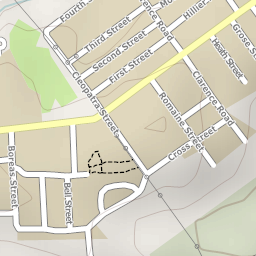 Fourth
Third Street
Second Street
First Street
Hillier
Road
Grose S
Heath Street
Cleopatra Street
Romaine Street
Clarence Road
Cross Street
Boreas Street
Bell Street